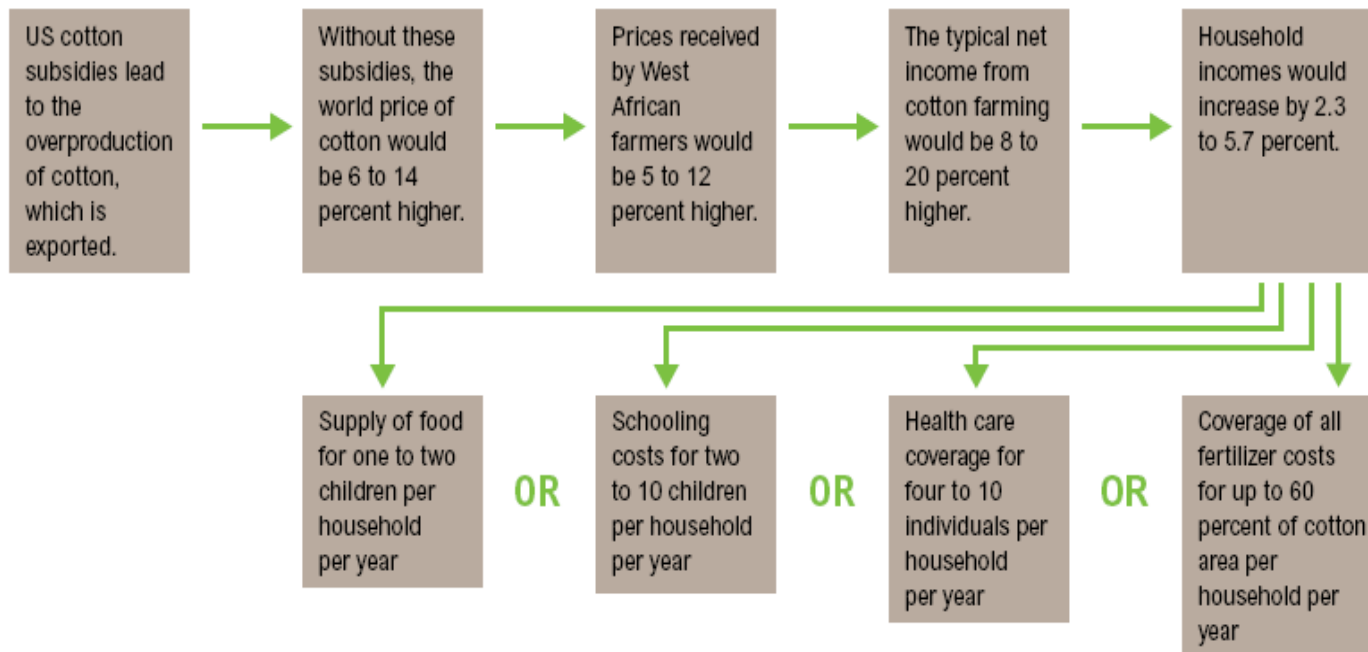 US cotton
subsidies lead
to the
overproduction
of cotton,
which is
exported.
Without these
subsidies, the
world price of
cotton would
be 6 to 14
percent higher.
Prices received
by West
African
farmers would
be 5 to 12
percent higher.
The typical net
income from
cotton farming
would be 8 to
20 percent
higher.
Household
incomes would
increase by 2.3
to 5.7 percent.
Supply of food
for one to two
children per
household
per year
OR
Schooling
costs for two
to 10 children
per household
per year
OR
Health care
coverage for
four to 10
individuals per
household
per year
OR
Coverage of all
fertilizer costs
for up to 60
percent of cotton
area per
household per
year